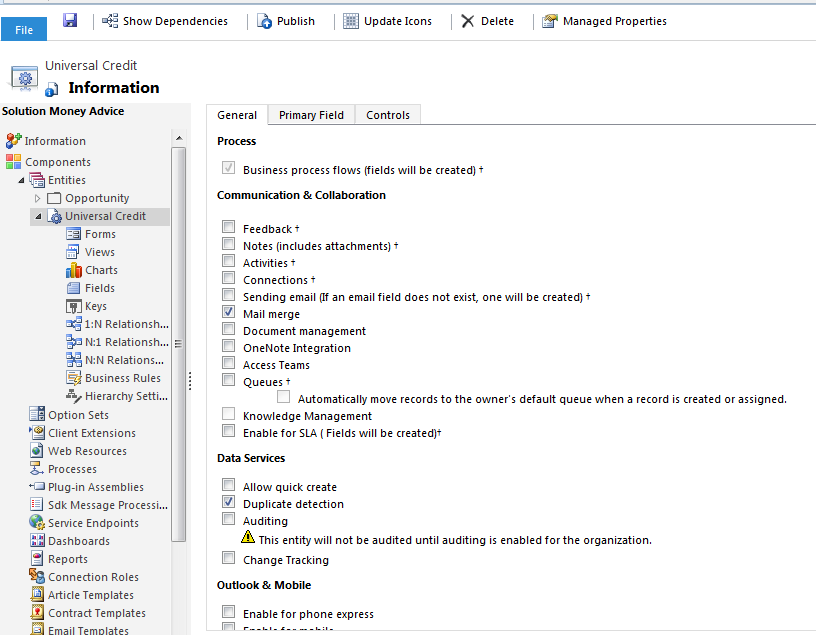 File
Show Dependencies
Publish
Update Icons
Delete
Managed Properties
Universal Credit
Information
Solution Money Advice
Information
Components
Entities
Opportunity
Universal Credit
Forms
Views
Charts
Fields
Keys
1:N Relationsh...
N:1 Relationsh...
N:N Relations...
Business Rules
Hierarchy Setti...
Option Sets
Client Extensions
Web Resources
Processes
Plug-in Assemblies
Sdk Message Processi...
Service Endpoints
Dashboards
Reports
Connection Roles
Article Templates
Contract Templates
Email Templates
General
Primary Field
Controls
Process
Business process flows (fields will be created) †
Communication & Collaboration
Feedback †
Notes (includes attachments) †
Activities †
Connections †
Sending email (If an email field does not exist, one will be created) †
Mail merge
Document management
OneNote Integration
Access Teams
Queues †
Automatically move records to the owner's default queue when a record is created or assigned.
Knowledge Management
Enable for SLA ( Fields will be created)†
Data Services
Allow quick create
Duplicate detection
Auditing
This entity will not be audited until auditing is enabled for the organization.
Change Tracking
Outlook & Mobile
Enable for phone express
Enable for mobile